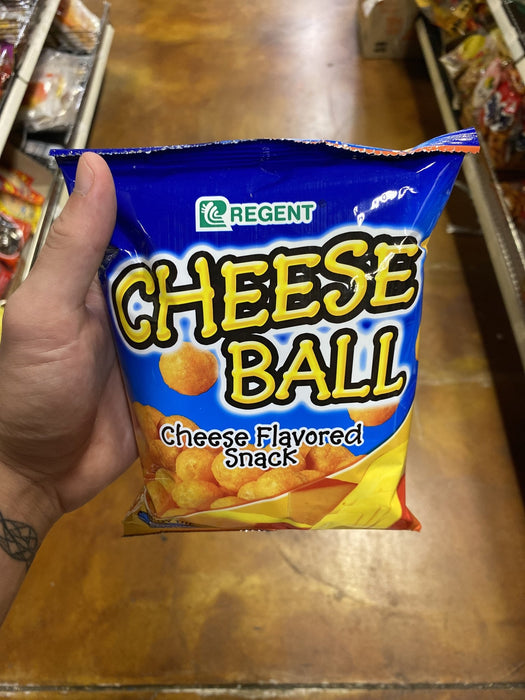 REGENT
CHEESE
BALL
Cheese Flavored
Snack